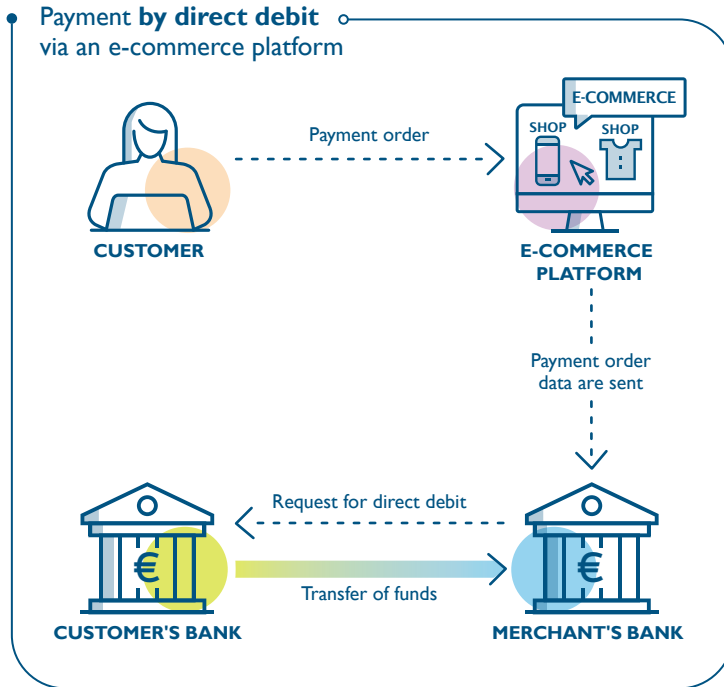 Payment by direct debit
via an e-commerce platform
E-COMMERCE
SHOP
SHOP
Payment order
CUSTOMER
E-COMMERCE
PLATFORM
Payment order
data are sent
Request for direct debit
€
€
Transfer of funds
CUSTOMER'S BANK
MERCHANT'S BANK